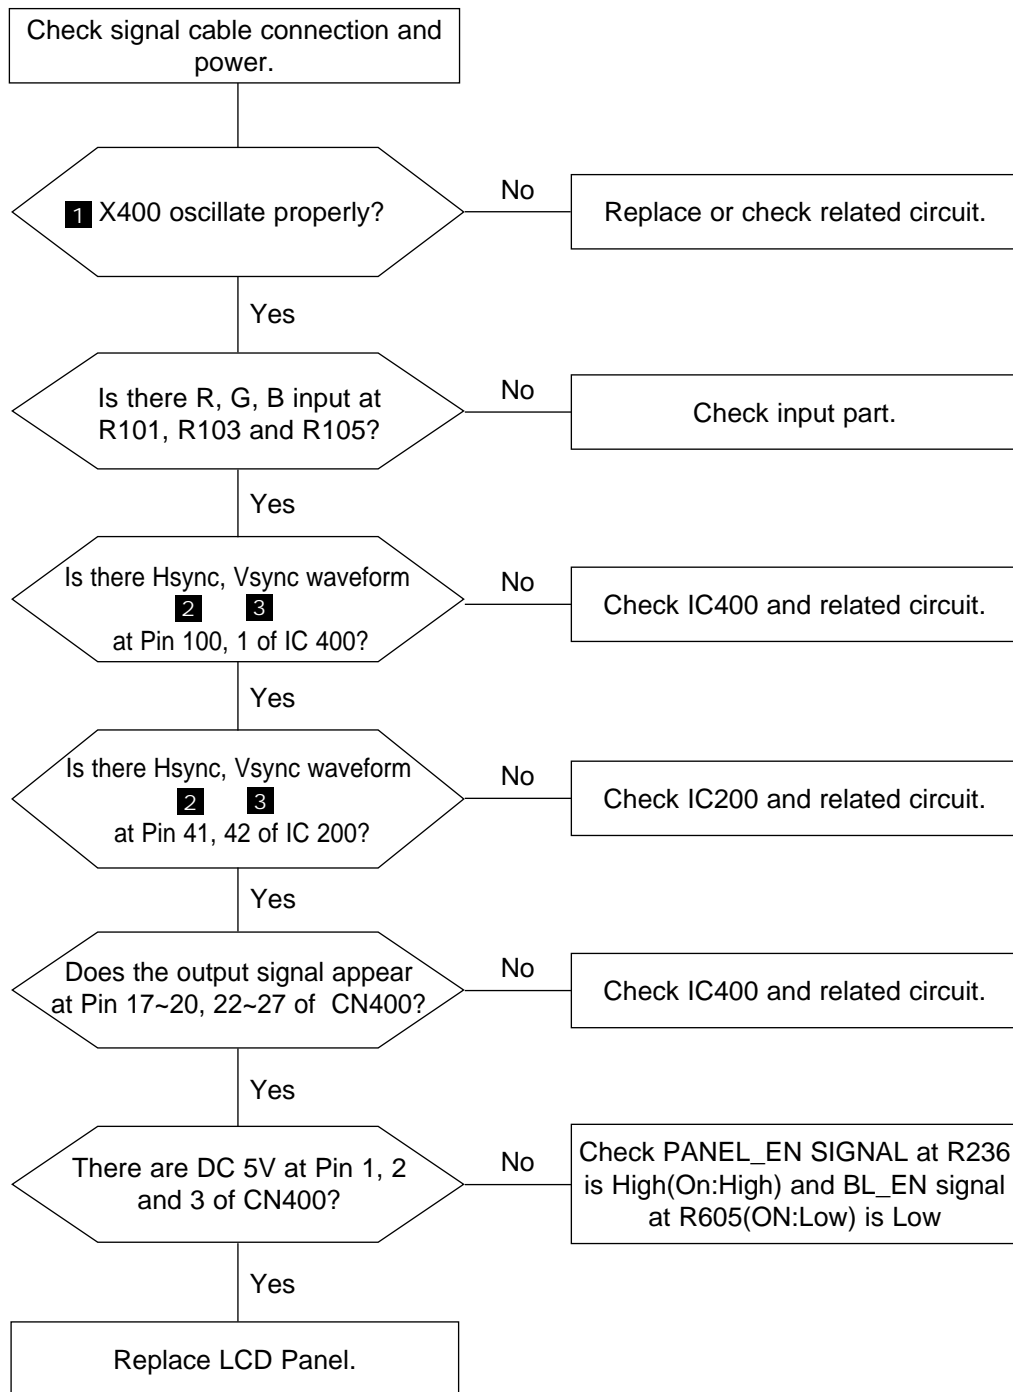 Check signal cable connection and
power.
1 X400 oscillate properly?
No
Replace or check related circuit.
Yes
Is there R, G, B input at
R101, R103 and R105?
No
Check input part.
Yes
Is there Hsync, Vsync waveform
2 3
at Pin 100, 1 of IC 400?
No
Check IC400 and related circuit.
Yes
Is there Hsync, Vsync waveform
2 3
at Pin 41, 42 of IC 200?
No
Check IC200 and related circuit.
Yes
Does the output signal appear
at Pin 17~20, 22~27 of CN400?
No
Check IC400 and related circuit.
Yes
There are DC 5V at Pin 1, 2
and 3 of CN400?
No
Check PANEL_EN SIGNAL at R236
is High(On:High) and BL_EN signal
at R605(ON:Low) is Low
Yes
Replace LCD Panel.